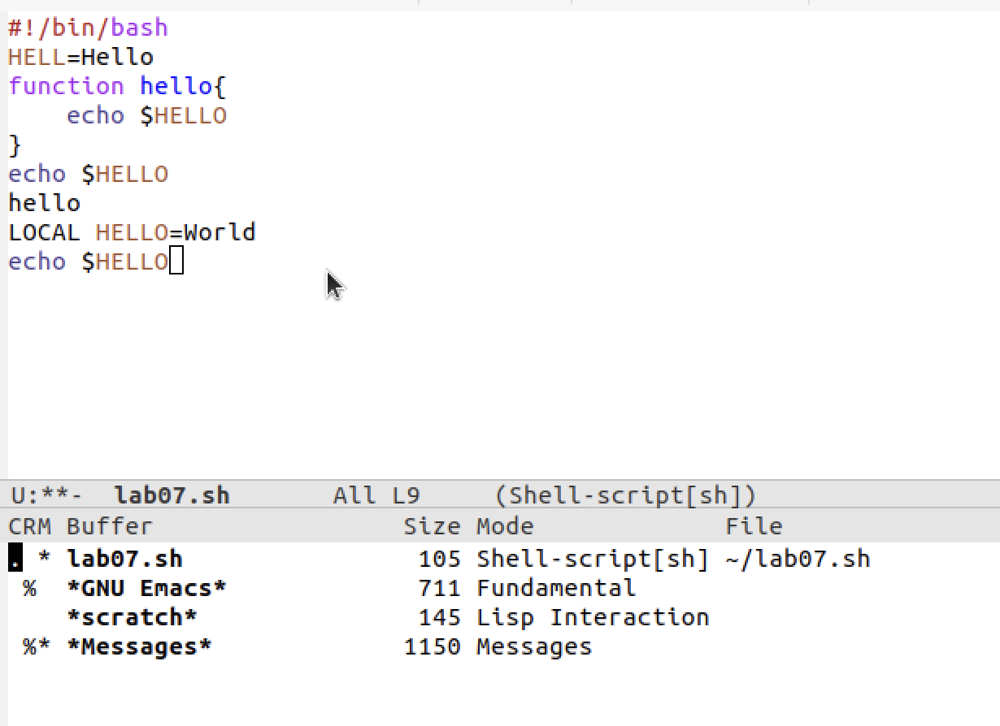 #!/bin/bash
HELL=Hello
function hello{
    echo $HELLO
}
echo $HELLO
hello
LOCAL HELLO=World
echo $HELLO
U:**-  lab07.sh       All L9     (Shell-script[sh])
CRM Buffer                 Size Mode             File
. * lab07.sh                105 Shell-script[sh] ~/lab07.sh
 %  *GNU Emacs*             711 Fundamental
    *scratch*               145 Lisp Interaction
 %* *Messages*             1150 Messages